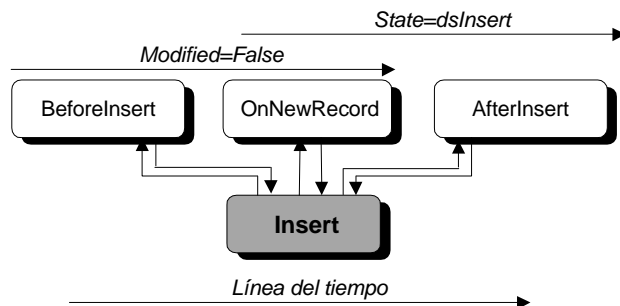 State=dsInsert
Modified=False
BeforeInsert
OnNewRecord
AfterInsert
Insert
Línea del tiempo